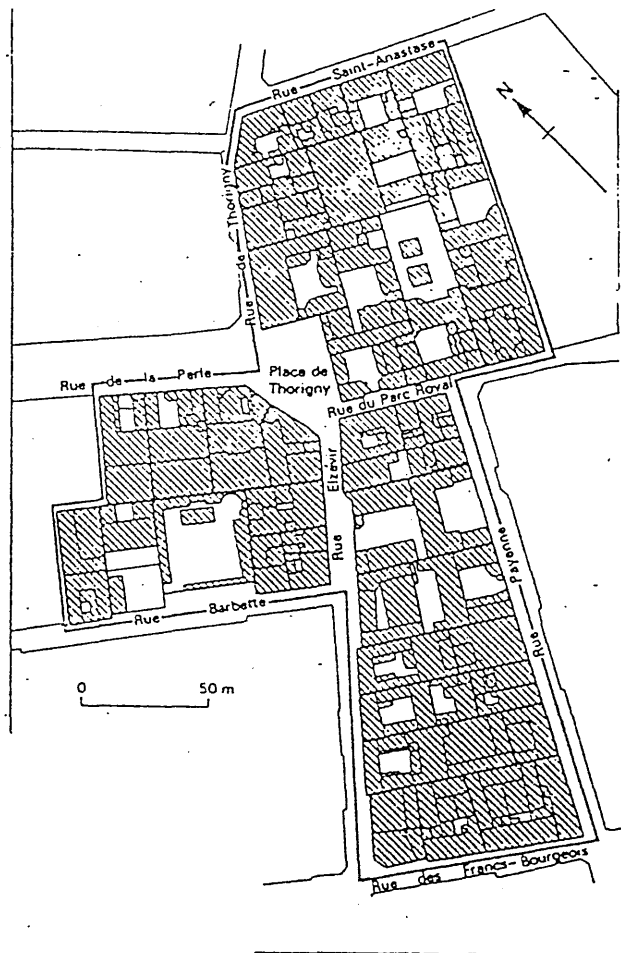 Rue Saint-Anastase
N
Rue de Thorigny
Rue de la Perle
Place de
Thorigny
Rue du Parc Royal
Rue Elzévir
Rue Payenne
Rue Barbette
0 50 m
Rue des Francs-Bourgeois